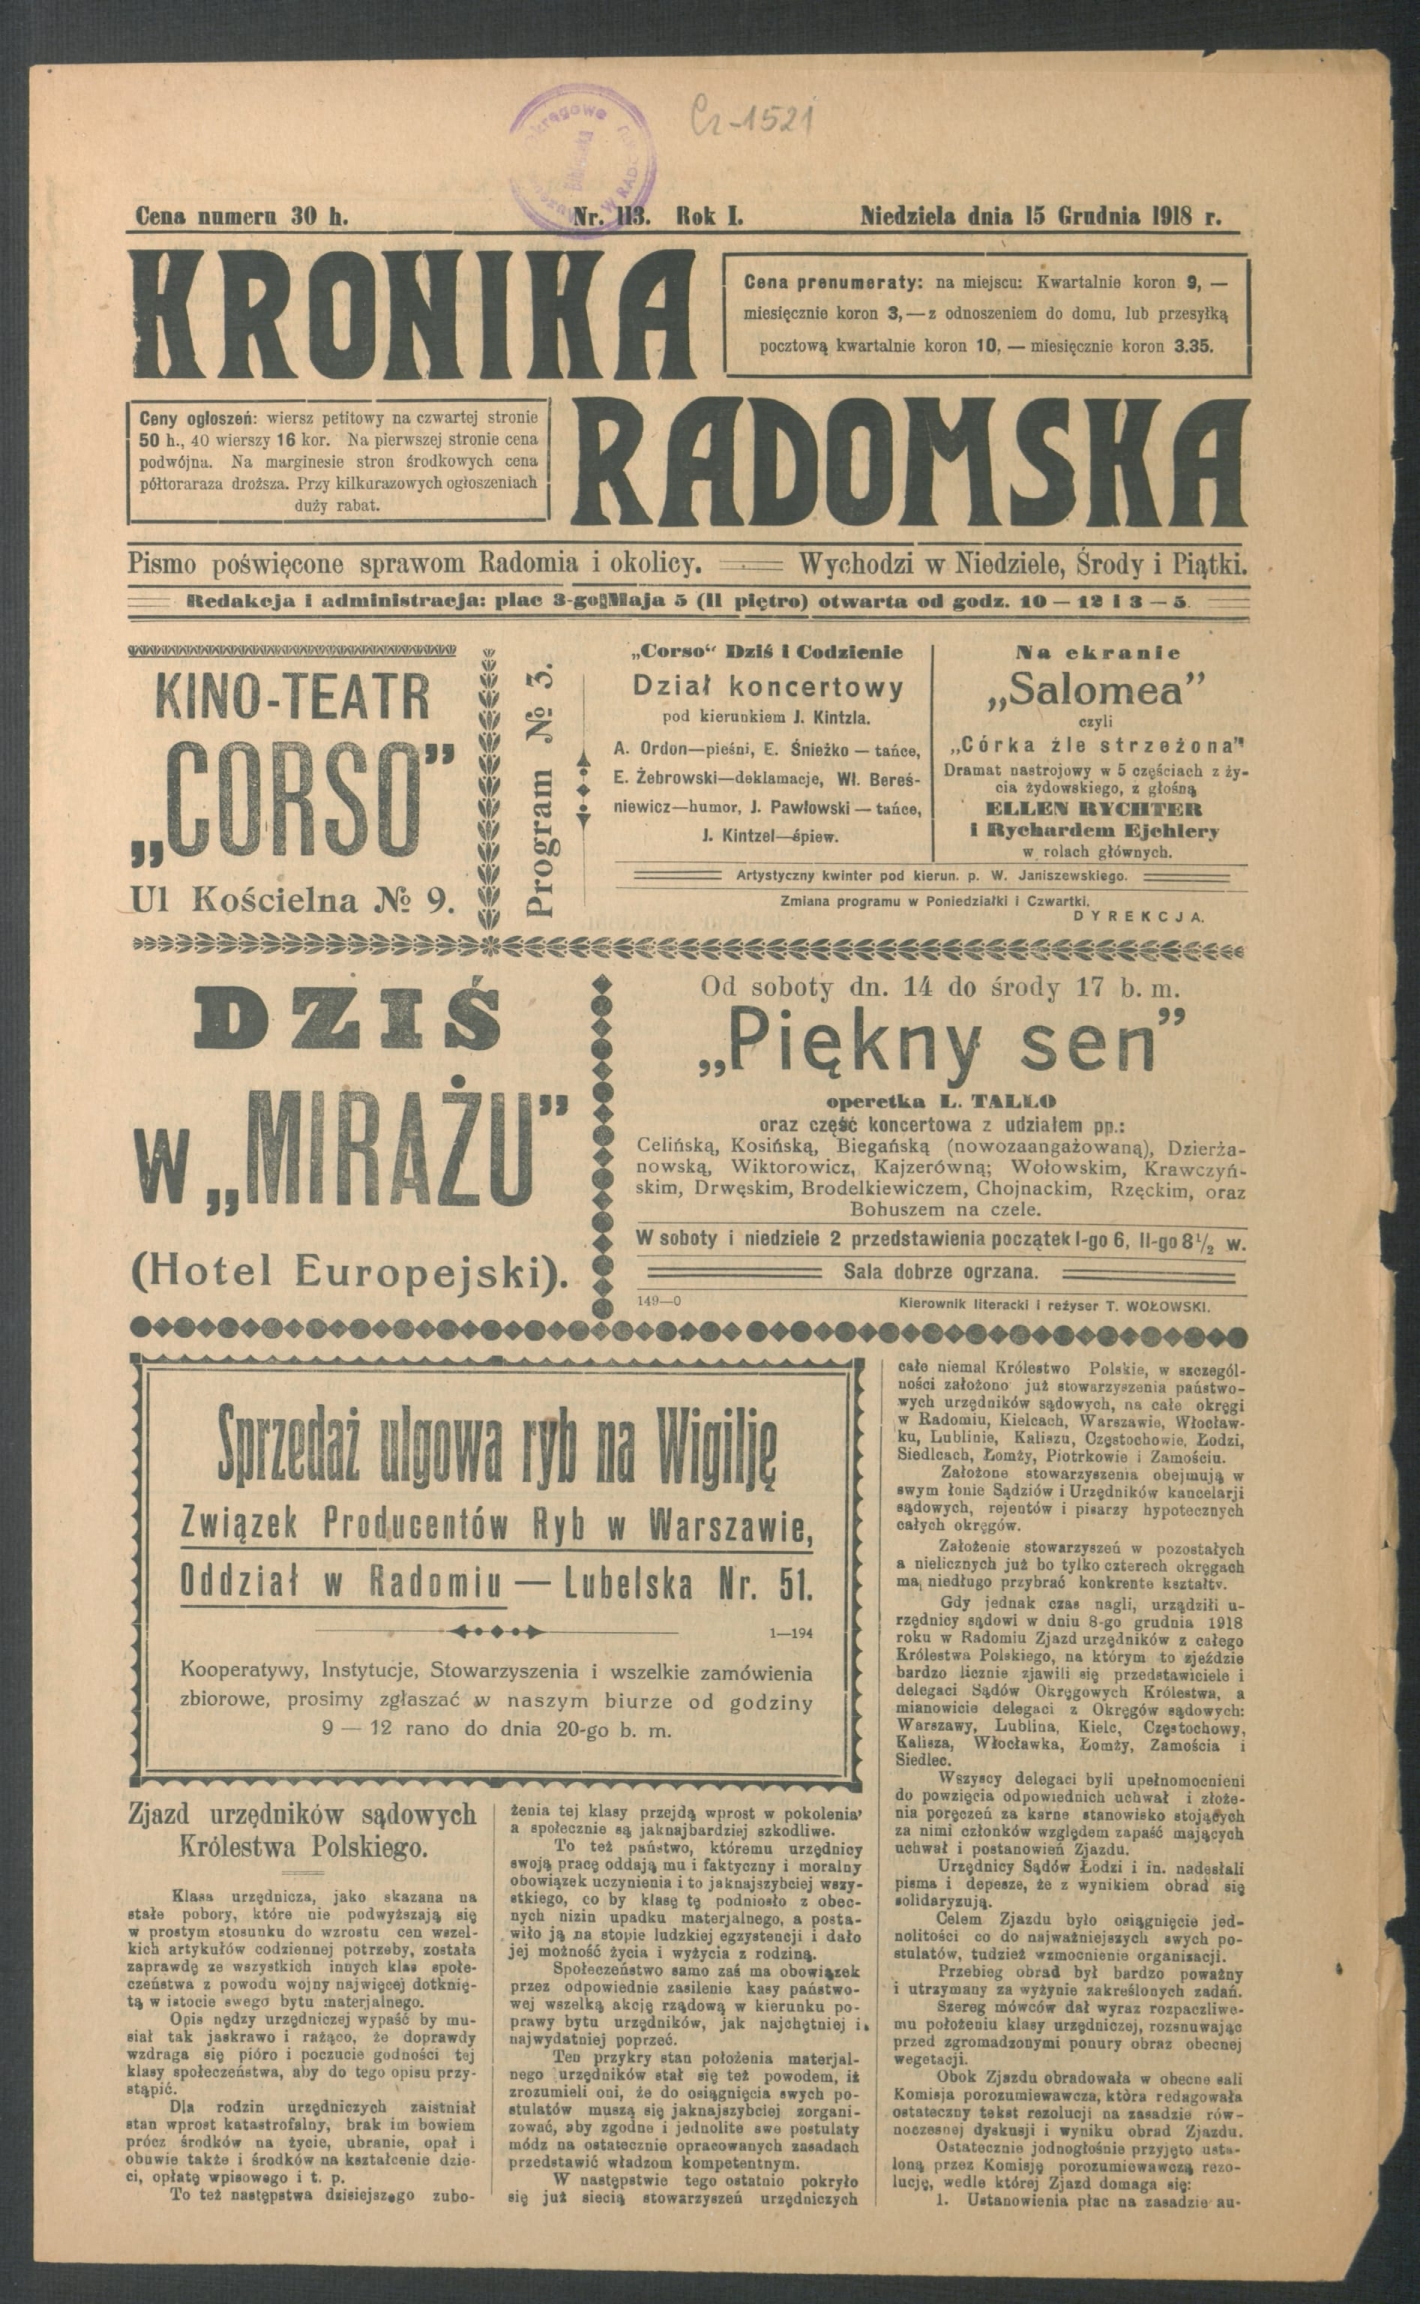 Cr-1521
Cena numeru 30 h.
Nr. 113. Rok I.
Niedziela dnia 15 Grudnia 1918 r.
KRONIKA
Cena prenumeraty: na miejscu: Kwartalnie koron 9, —
miesięcznie koron 3,—z odnoszeniem do domu, lub przesyłką
pocztową kwartalnie koron 10, — miesięcznie koron 3.35.
Ceny ogłoszeń: wiersz petitowy na czwartej stronie
50 h., 40 wierszy 16 kor. Na pierwszej stronie cena
podwójna. Na marginesie stron środkowych cena
półtoraraza droższa. Przy kilkurazowych ogłoszeniach
duży rabat.
RADOMSKA
Pismo poświęcone sprawom Radomia i okolicy.
Wychodzi w Niedziele, Środy i Piątki.
Redakcja i administracja: plac 3-go Maja 5 (II piętro) otwarta od godz. 10 — 12 i 3 — 5
KINO-TEATR
„CORSO”
Ul Kościelna № 9.
Program № 3.
„Corso“ Dziś i Codzienie
Dział koncertowy
pod kierunkiem J. Kintzla.
A. Ordon—pieśni, E. Śnieżko — tańce,
E. Żebrowski—deklamacje, Wł. Bereś-
niewicz—humor, J. Pawłowski — tańce,
J. Kintzel—śpiew.
Na ekranie
„Salomea”
czyli
„Córka źle strzeżona”
Dramat nastrojowy w 5 częściach z ży-
cia żydowskiego, z głośną
ELLEN RYCHTER
i Rychardem Ejchlery
w rolach głównych.
Artystyczny kwinter pod kierun. p. W. Janiszewskiego.
Zmiana programu w Poniedziałki i Czwartki.
DYREKCJA.
DZIŚ
w „MIRAŻU”
(Hotel Europejski).
Od soboty dn. 14 do środy 17 b. m.
„Piękny sen”
operetka L. TALLO
oraz część koncertowa z udziałem pp.:
Celińską, Kosińską, Biegańską (nowozaangażowaną), Dzierża-
nowską, Wiktorowicz, Kajzerówną; Wołowskim, Krawczyń-
skim, Drwęskim, Brodelkiewiczem, Chojnackim, Rzęckim, oraz
Bohuszem na czele.
W soboty i niedziele 2 przedstawienia początek I-go 6, II-go 8½ w.
Sala dobrze ogrzana.
149—0
Kierownik literacki i reżyser T. WOŁOWSKI.
Sprzedaż ulgowa ryb na Wigilję
Związek Producentów Ryb w Warszawie,
Oddział w Radomiu — Lubelska Nr. 51.
1—194
Kooperatywy, Instytucje, Stowarzyszenia i wszelkie zamówienia
zbiorowe, prosimy zgłaszać w naszym biurze od godziny
9 — 12 rano do dnia 20-go b. m.
Zjazd urzędników sądowych
Królestwa Polskiego.
Klasa urzędnicza, jako skazana na
stałe pobory, które nie podwyższają się
w prostym stosunku do wzrostu cen wszel-
kich artykułów codziennej potrzeby, została
zaprawdę ze wszystkich innych klas społe-
czeństwa z powodu wojny najwięcej dotknię-
tą w istocie swego bytu materjalnego.
Opis nędzy urzędniczej wypaść by mu-
siał tak jaskrawo i rażąco, że doprawdy
wzdraga się pióro i poczucie godności tej
klasy społeczeństwa, aby do tego opisu przy-
stąpić.
Dla rodzin urzędniczych zaistniał
stan wprost katastrofalny, brak im bowiem
prócz środków na życie, ubranie, opał i
obuwie także i środków na kształcenie dzie-
ci, opłatę wpisowego i t. p.
To też następstwa dzisiejszego zubo-
żenia tej klasy przejdą wprost w pokolenia’
a społecznie są jaknajbardziej szkodliwe.
To też państwo, któremu urzędnicy
swoją pracę oddają mu i faktyczny i moralny
obowiązek uczynienia i to jaknajszybciej wszy-
stkiego, co by klasę tę podniosło z obec-
nych nizin upadku materjalnego, a posta-
wiło ją na stopie ludzkiej egzystencji i dało
jej możność życia i wyżycia z rodziną.
Społeczeństwo samo zaś ma obowiązek
przez odpowiednie zasilenie kasy państwo-
wej wszelką akcję rządową w kierunku po-
prawy bytu urzędników, jak najchętniej i
najwydatniej poprzeć.
Ten przykry stan położenia materjal-
nego urzędników stał się też powodem, iż
zrozumieli oni, że do osiągnięcia swych po-
stulatów muszą się jaknajszybciej zorgani-
zować, aby zgodne i jednolite swe postulaty
módz na ostatecznie opracowanych zasadach
przedstawić władzom kompetentnym.
W następstwie tego ostatnio pokryło
się już siecią stowarzyszeń urzędniczych
całe niemal Królestwo Polskie, w szczegól-
ności założono już stowarzyszenia państwo-
wych urzędników sądowych, na całe okręgi
w Radomiu, Kielcach, Warszawie, Włocław-
ku, Lublinie, Kaliszu, Częstochowie, Łodzi,
Siedlcach, Łomży, Piotrkowie i Zamościu.
Założone stowarzyszenia obejmują w
swym łonie Sądziów i Urzędników kancelarji
sądowych, rejentów i pisarzy hypotecznych
całych okręgów.
Założenie stowarzyszeń w pozostałych
a nielicznych już bo tylko czterech okręgach
ma niedługo przybrać konkrente kształty.
Gdy jednak czas nagli, urządzili u-
rzędnicy sądowi w dniu 8-go grudnia 1918
roku w Radomiu Zjazd urzędników z całego
Królestwa Polskiego, na którym to zjeździe
bardzo licznie zjawili się przedstawiciele i
delegaci Sądów Okręgowych Królestwa, a
mianowicie delegaci z Okręgów sądowych:
Warszawy, Lublina, Kielc, Częstochowy,
Kalisza, Włocławka, Łomży, Zamościa i
Siedlec.
Wszyscy delegaci byli upełnomocnieni
do powzięcia odpowiednich uchwał i złoże-
nia poręczeń za karne stanowisko stojących
za nimi członków względem zapaść mających
uchwał i postanowień Zjazdu.
Urzędnicy Sądów Łodzi i in. nadesłali
pisma i depesze, że z wynikiem obrad się
solidaryzują.
Celem Zjazdu było osiągnięcie jed-
nolitości co do najważniejszych swych po-
stulatów, tudzież wzmocnienie organizacji.
Przebieg obrad był bardzo poważny
i utrzymany za wyżynie zakreślonych zadań.
Szereg mówców dał wyraz rozpaczliwe-
mu położeniu klasy urzędniczej, rozsnuwając
przed zgromadzonymi ponury obraz obecnej
wegetacji.
Obok Zjazdu obradowała w obecne sali
Komisja porozumiewawcza, która redagowała
ostateczny tekst rezolucji na zasadzie rów-
noczesnej dyskusji i wyniku obrad Zjazdu.
Ostatecznie jednogłośnie przyjęto usta-
loną przez Komisję porozumiewawczą rezo-
lucję, wedle której Zjazd domaga się:
1. Ustanowienia płac na zasadzie au-